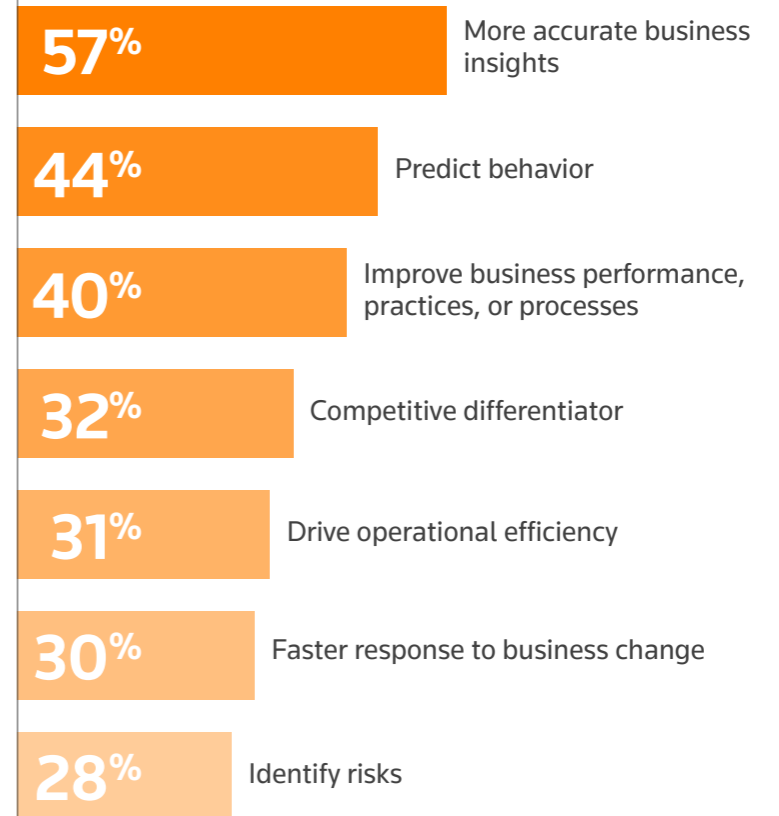 57%
More accurate business
insights
44%
Predict behavior
40%
Improve business performance,
practices, or processes
32%
Competitive differentiator
31%
Drive operational efficiency
30%
Faster response to business change
28%
Identify risks